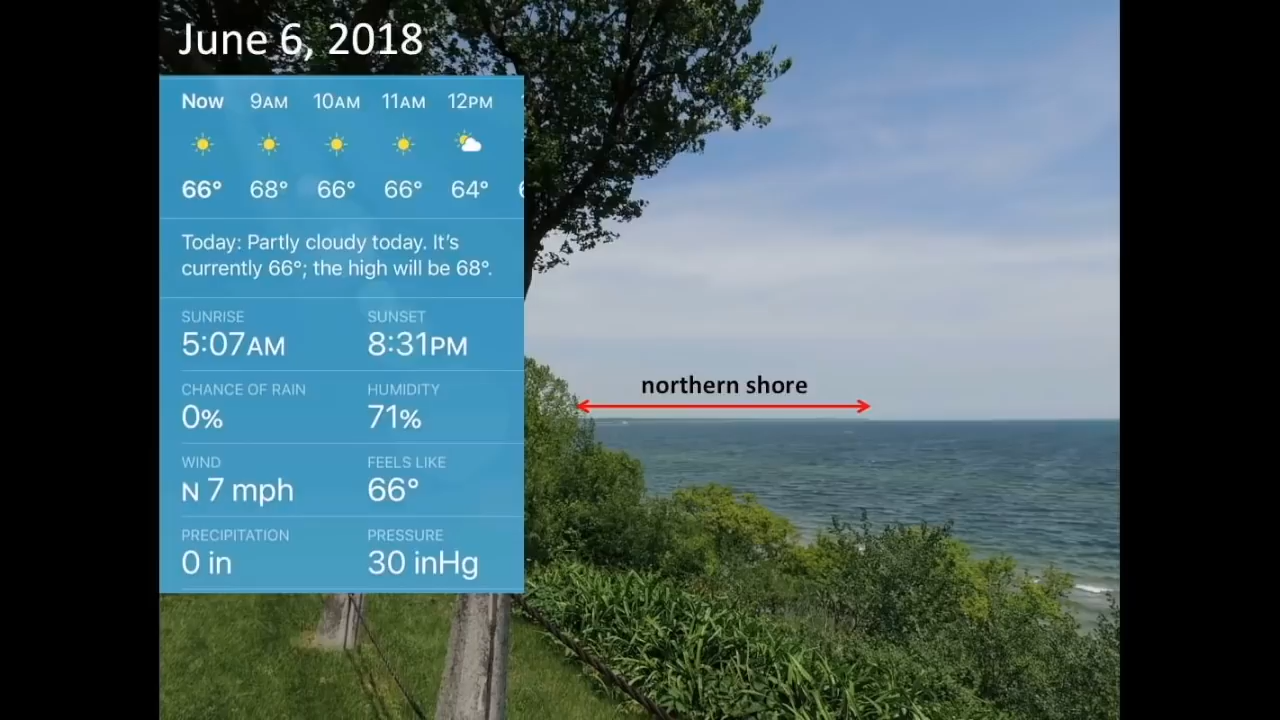 June 6, 2018
Now 9AM 10AM 11AM 12PM
66° 68° 66° 66° 64°
Today: Partly cloudy today. It's
currently 66°; the high will be 68°.
SUNRISE SUNSET
5:07AM 8:31PM
CHANCE OF RAIN HUMIDITY
0% 71%
WIND FEELS LIKE
N 7 mph 66°
PRECIPITATION PRESSURE
0 in 30 inHg
northern shore